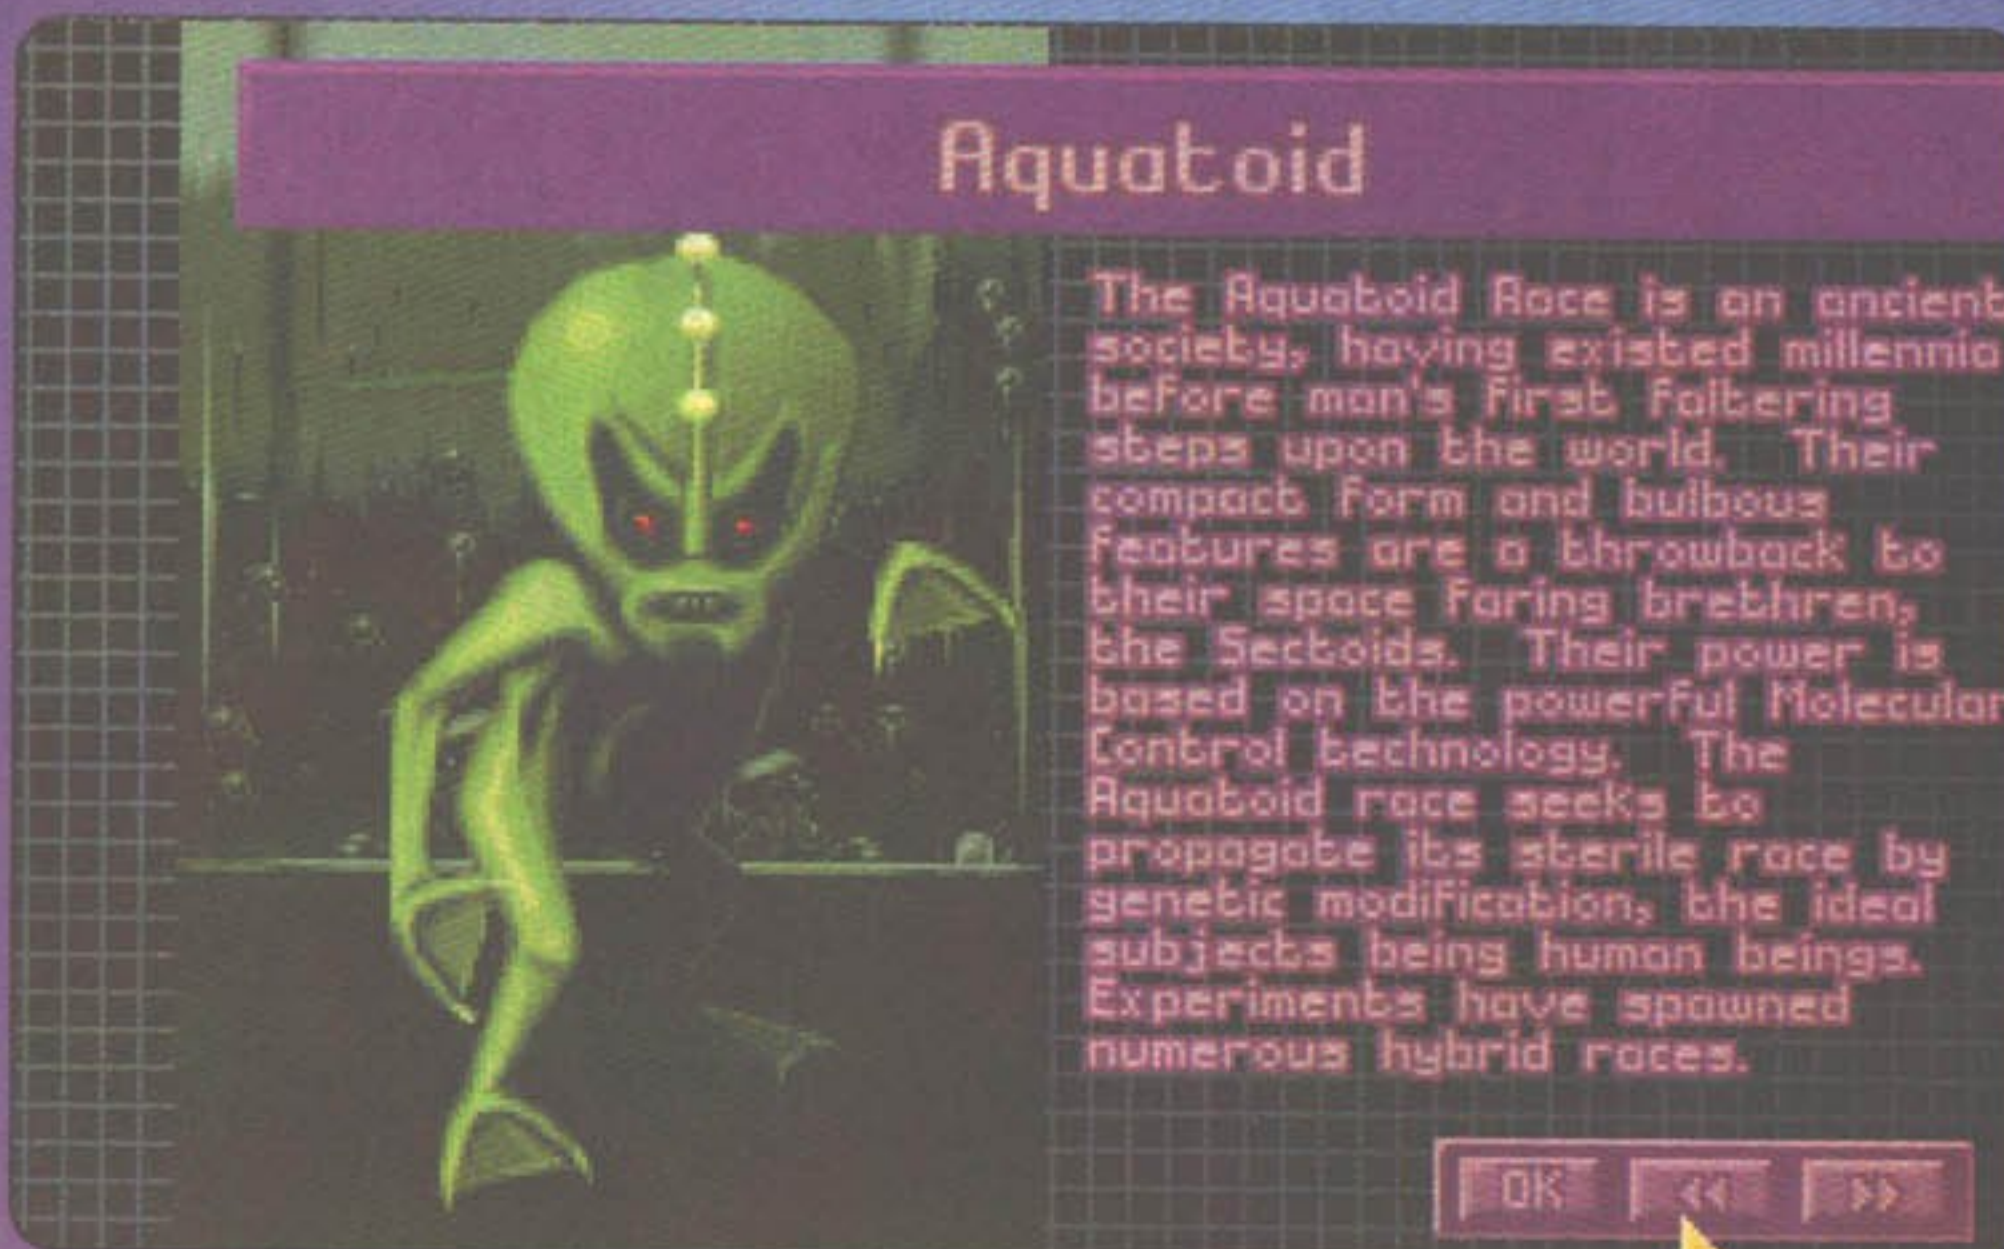 Aquatoid
The Aquatoid Race is an ancient
society, having existed millennia
before man's first faltering
steps upon the world. Their
compact form and bulbous
features are a throwback to
their space faring brethren,
the Sectoids. Their power is
based on the powerful Molecular
Control technology. The
Aquatoid race seeks to
propagate its sterile race by
genetic modification, the ideal
subjects being human beings.
Experiments have spawned
numerous hybrid races.
OK << >>